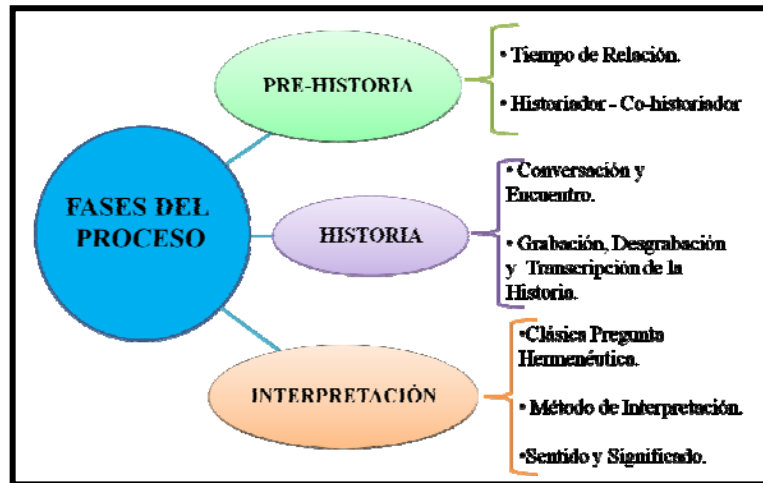 FASES DEL
PROCESO
PRE-HISTORIA
• Tiempo de Relación.
• Historiador - Co-historiador
HISTORIA
• Conversación y
Encuentro.
• Grabación, Desgrabación
y Transcripción de la
Historia.
INTERPRETACIÓN
•Clásica Pregunta
Hermenéutica.
• Método de Interpretación.
•Sentido y Significado.